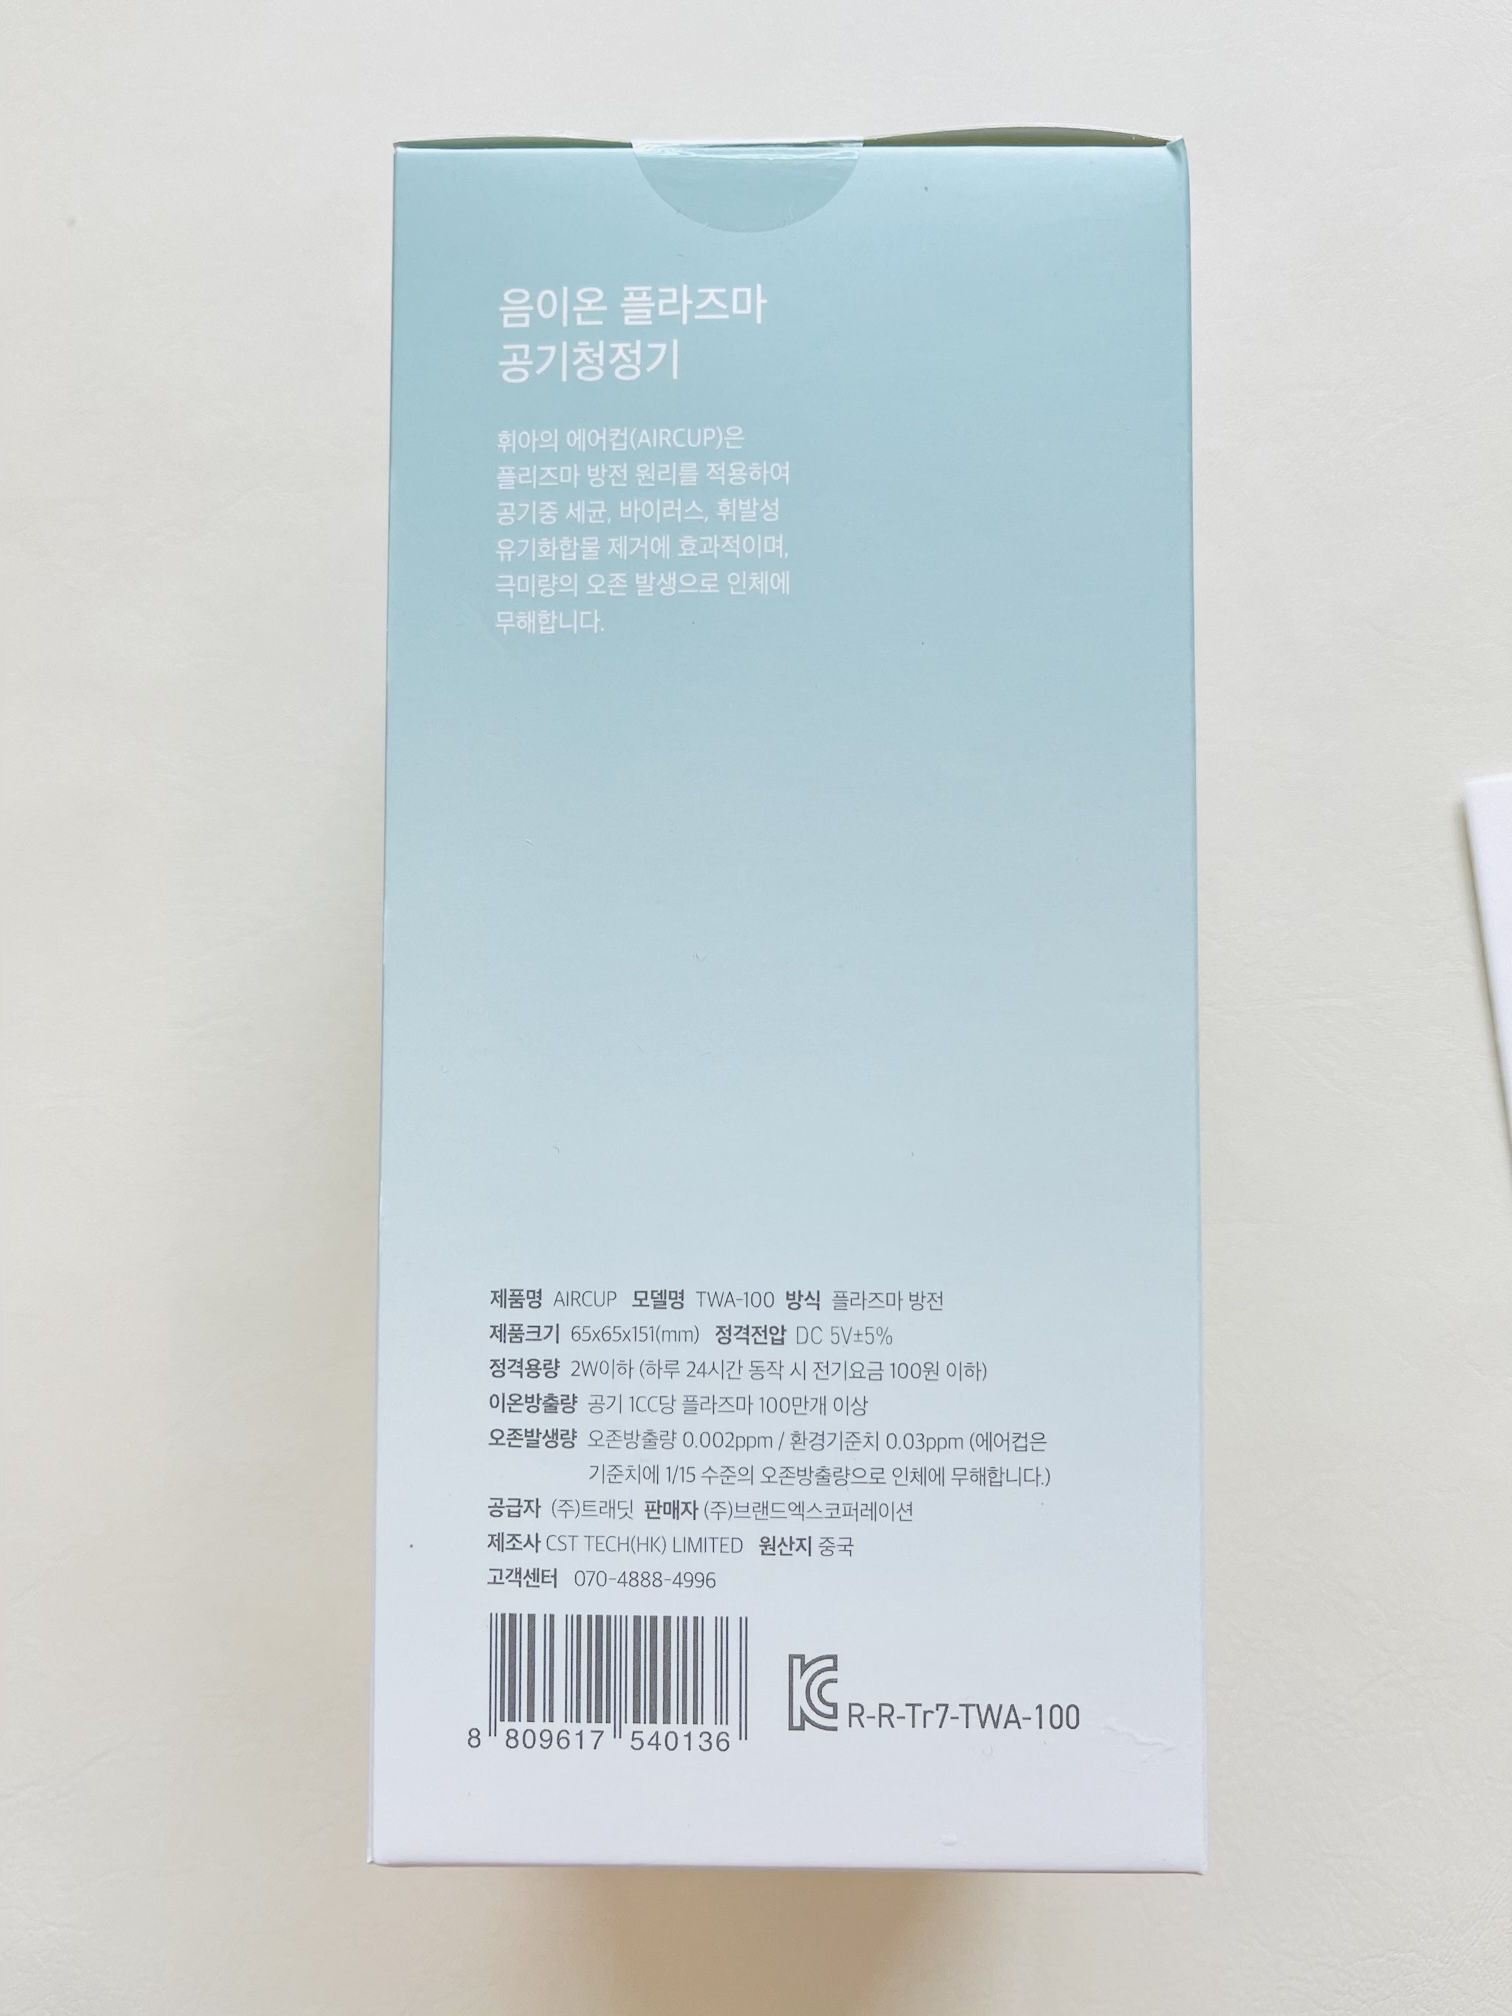 음이온 플라즈마
공기청정기
휘아의 에어컵(AIRCUP)은
플리즈마 방전 원리를 적용하여
공기중 세균, 바이러스, 휘발성
유기화합물 제거에 효과적이며,
극미량의 오존 발생으로 인체에
무해합니다.
제품명 AIRCUP 모델명 TWA-100 방식 플라즈마 방전
제품크기 65x65x151(mm) 정격전압 DC 5V±5%
정격용량 2W이하 (하루 24시간 동작 시 전기요금 100원 이하)
이온방출량 공기 1CC당 플라즈마 100만개 이상
오존발생량 오존방출량 0.002ppm / 환경기준치 0.03ppm (에어컵은
기준치에 1/15 수준의 오존방출량으로 인체에 무해합니다.)
공급자 (주)트래딧 판매자 (주)브랜드엑스코퍼레이션
제조사 CST TECH(HK) LIMITED 원산지 중국
고객센터 070-4888-4996
8 809617 540136
KC R-R-Tr7-TWA-100